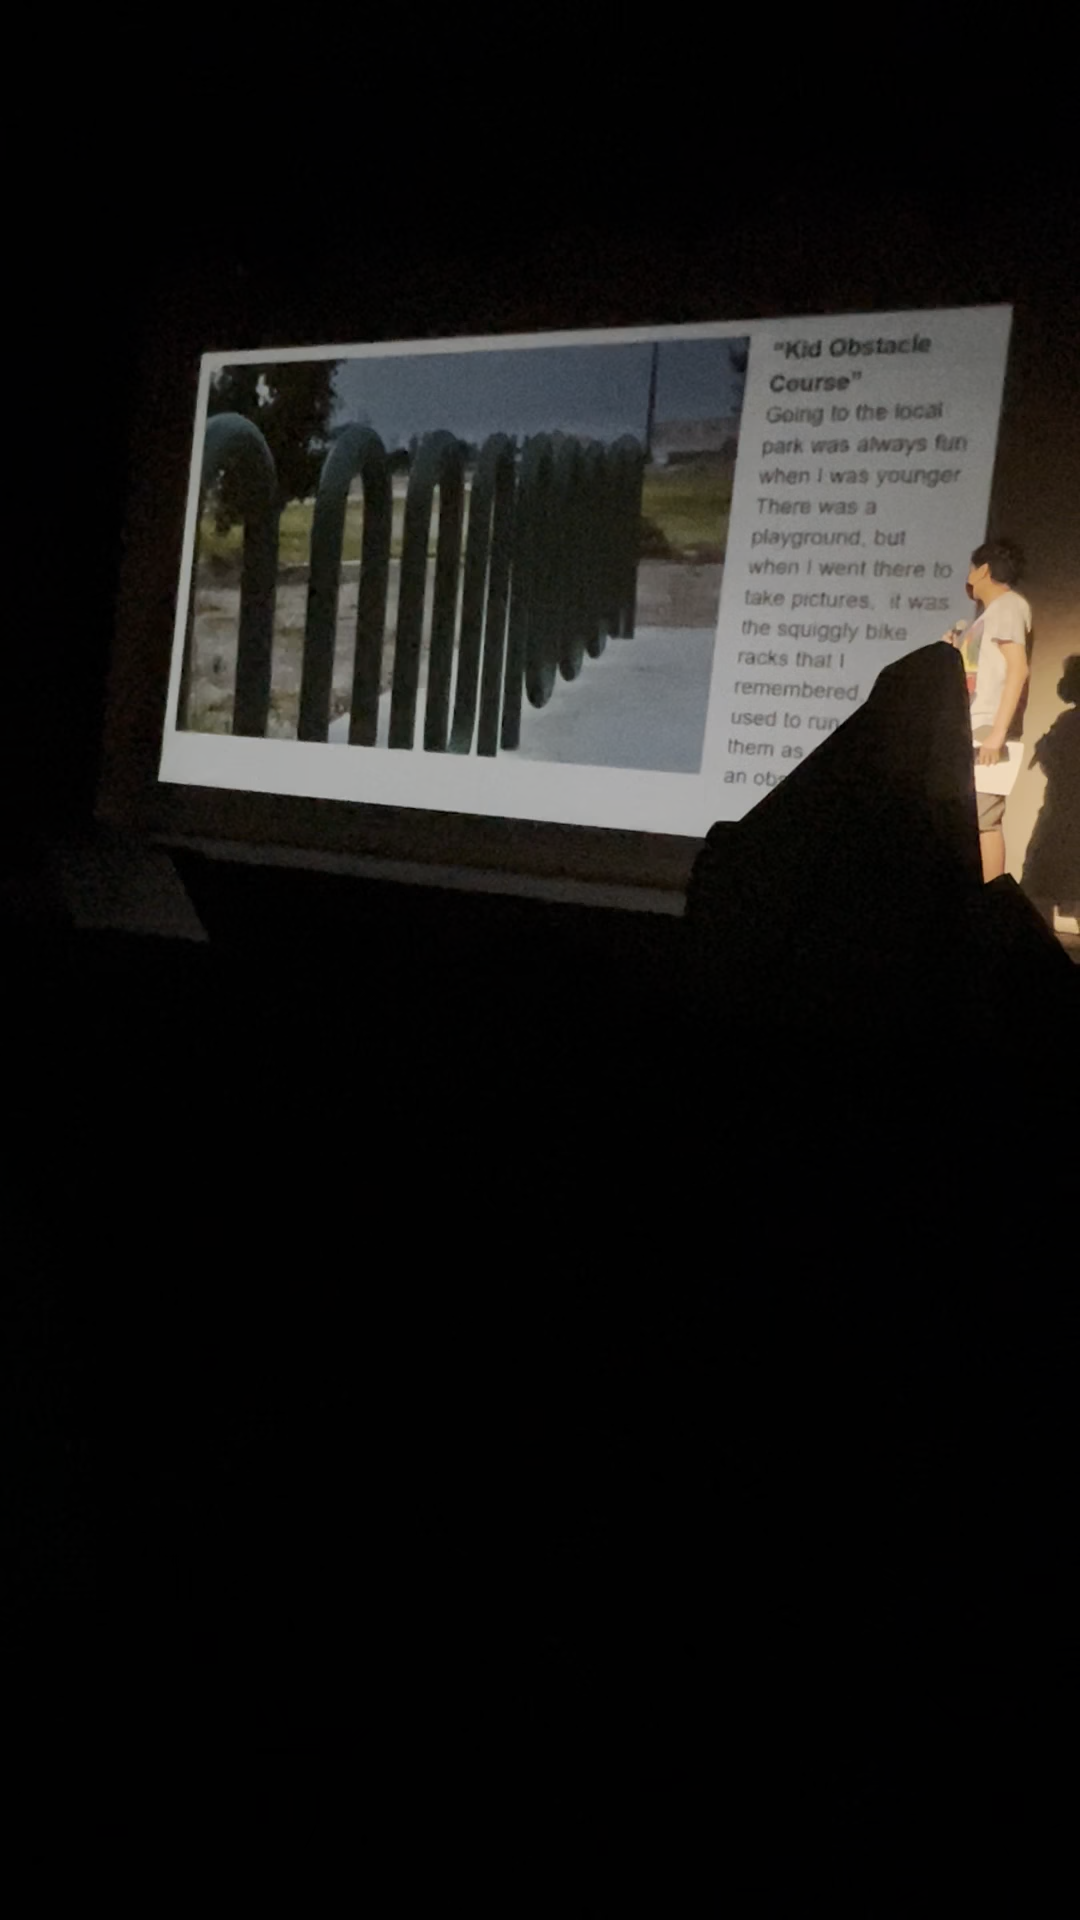 "Kid Obstacle
Course"
Going to the local
park was always fun
when I was younger
There was a
playground, but
when I went there to
take pictures, it was
the squiggly bike
racks that I
remembered
used to run
them as
an